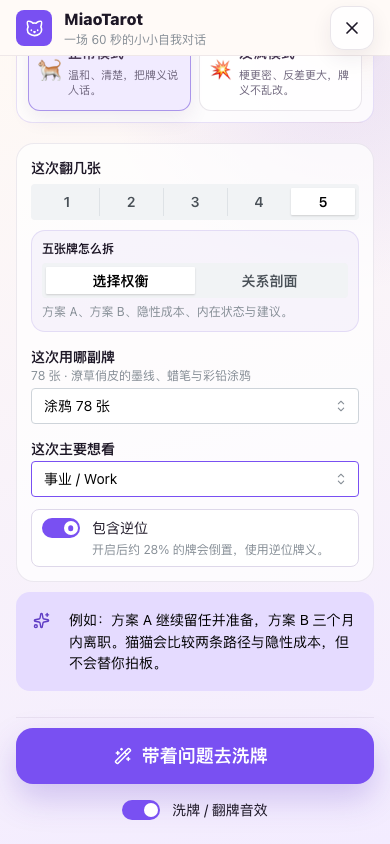 MiaoTarot
一场 60 秒的小小自我对话
正常模式
温和、清楚，把牌义说
人话。
反讽模式
梗更密、反差更大，牌
义不乱改。
这次翻几张
1 2 3 4 5
五张牌怎么拆
选择权衡 关系剖面
方案 A、方案 B、隐性成本、内在状态与建议。
这次用哪副牌
78 张 · 潦草俏皮的墨线、蜡笔与彩铅涂鸦
涂鸦 78 张
这次主要想看
事业 / Work
包含逆位
开启后约 28% 的牌会倒置，使用逆位牌义。
例如：方案 A 继续留任并准备，方案 B 三个月
内离职。猫猫会比较两条路径与隐性成本，但
不会替你拍板。
带着问题去洗牌
洗牌 / 翻牌音效